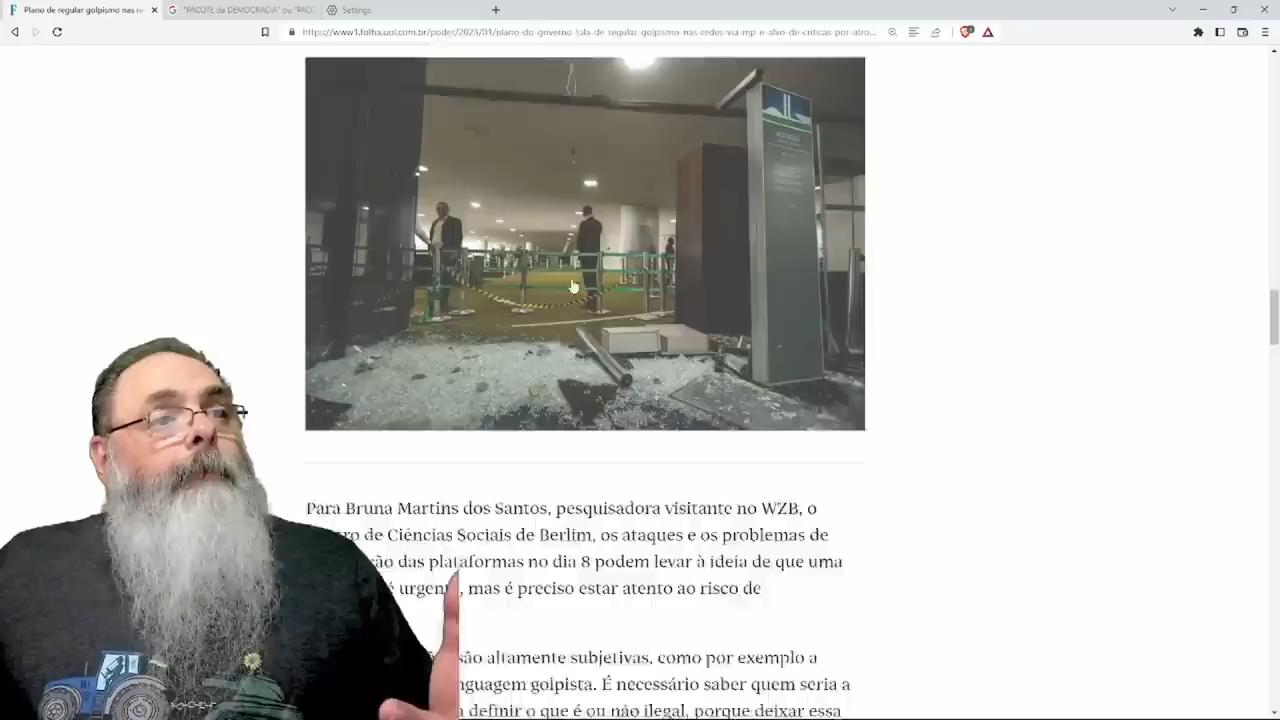 Plano de regular golpismo nas re
"PACOTE da DEMOCRACIA" ou "PACO
Settings
https://www1.folha.uol.com.br/poder/2023/01/plano-do-governo-lula-de-regular-golpismo-nas-redes-via-mp-e-alvo-de-criticas-por-atro...
Para Bruna Martins dos Santos, pesquisadora visitante no WZB, o
ro de Ciências Sociais de Berlim, os ataques e os problemas de
ção das plataformas no dia 8 podem levar à ideia de que uma
é urgente, mas é preciso estar atento ao risco de
são altamente subjetivas, como por exemplo a
nguagem golpista. É necessário saber quem seria a
a definir o que é ou não ilegal, porque deixar essa